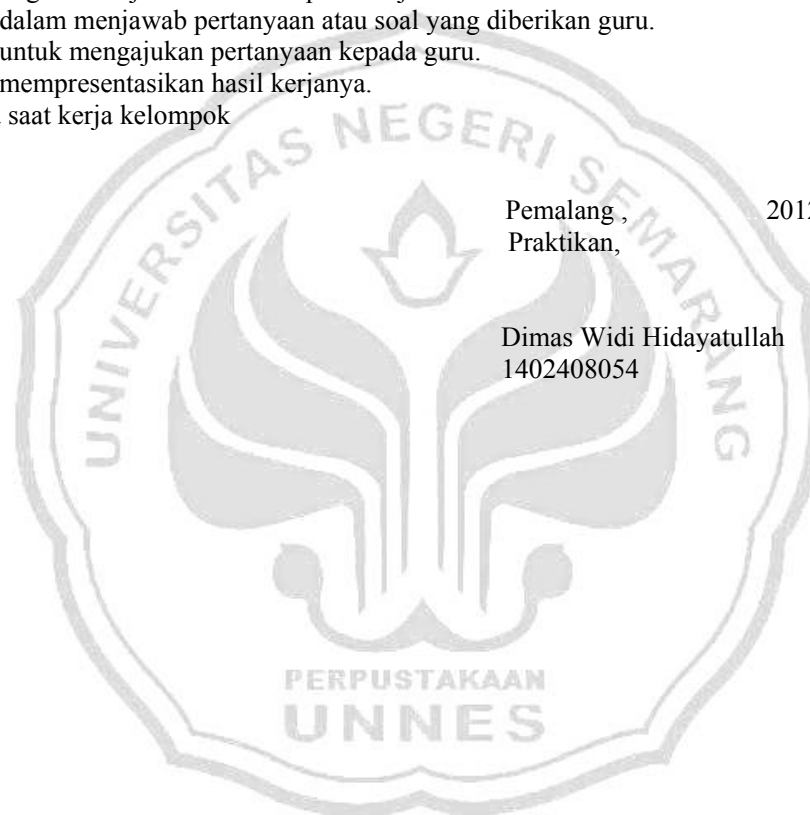 dalam menjawab pertanyaan atau soal yang diberikan guru.
untuk mengajukan pertanyaan kepada guru.
mempresentasikan hasil kerjanya.
saat kerja kelompok
UNIVERSITAS NEGERI SEMARANG
Pemalang , 2012
Praktikan,
Dimas Widi Hidayatullah
1402408054
PERPUSTAKAAN
UNNES